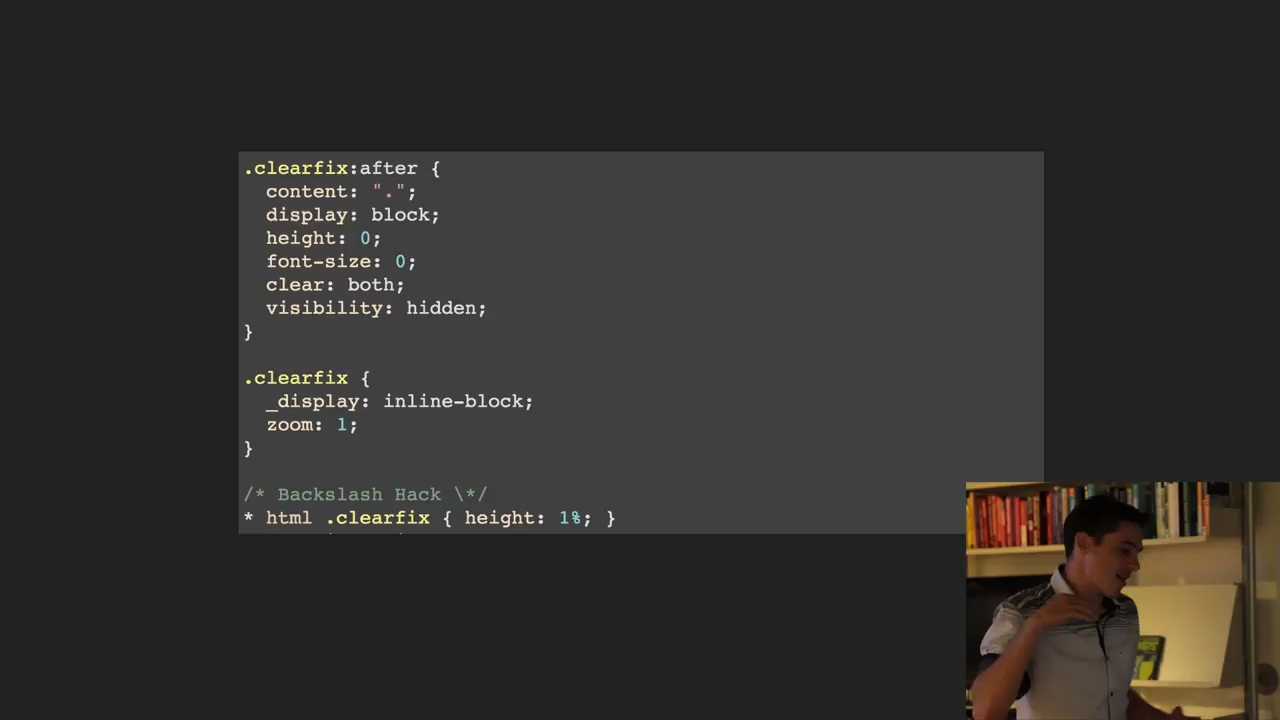 .clearfix:after {
content: ".";
display: block;
height: 0;
font-size: 0;
clear: both;
visibility: hidden;
}
.clearfix {
_display: inline-block;
zoom: 1;
}
/* Backslash Hack \*/
* html .clearfix { height: 1%; }